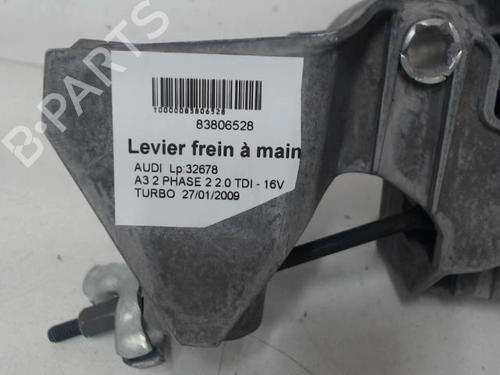 B-PARTS
10000083806528
83806528
Levier frein à main
AUDI Lp:32678
A3 2 PHASE 2 2.0 TDI - 16V
TURBO 27/01/2009